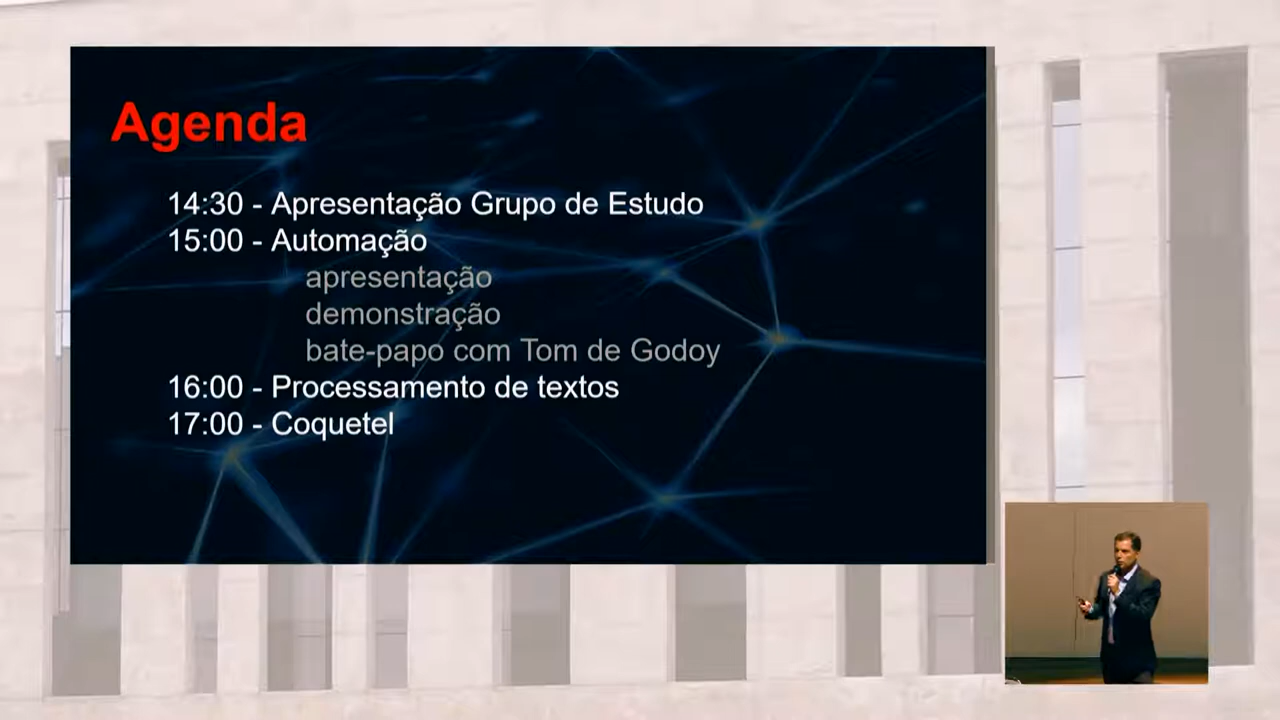 Agenda
14:30 - Apresentação Grupo de Estudo
15:00 - Automação
apresentação
demonstração
bate-papo com Tom de Godoy
16:00 - Processamento de textos
17:00 - Coquetel